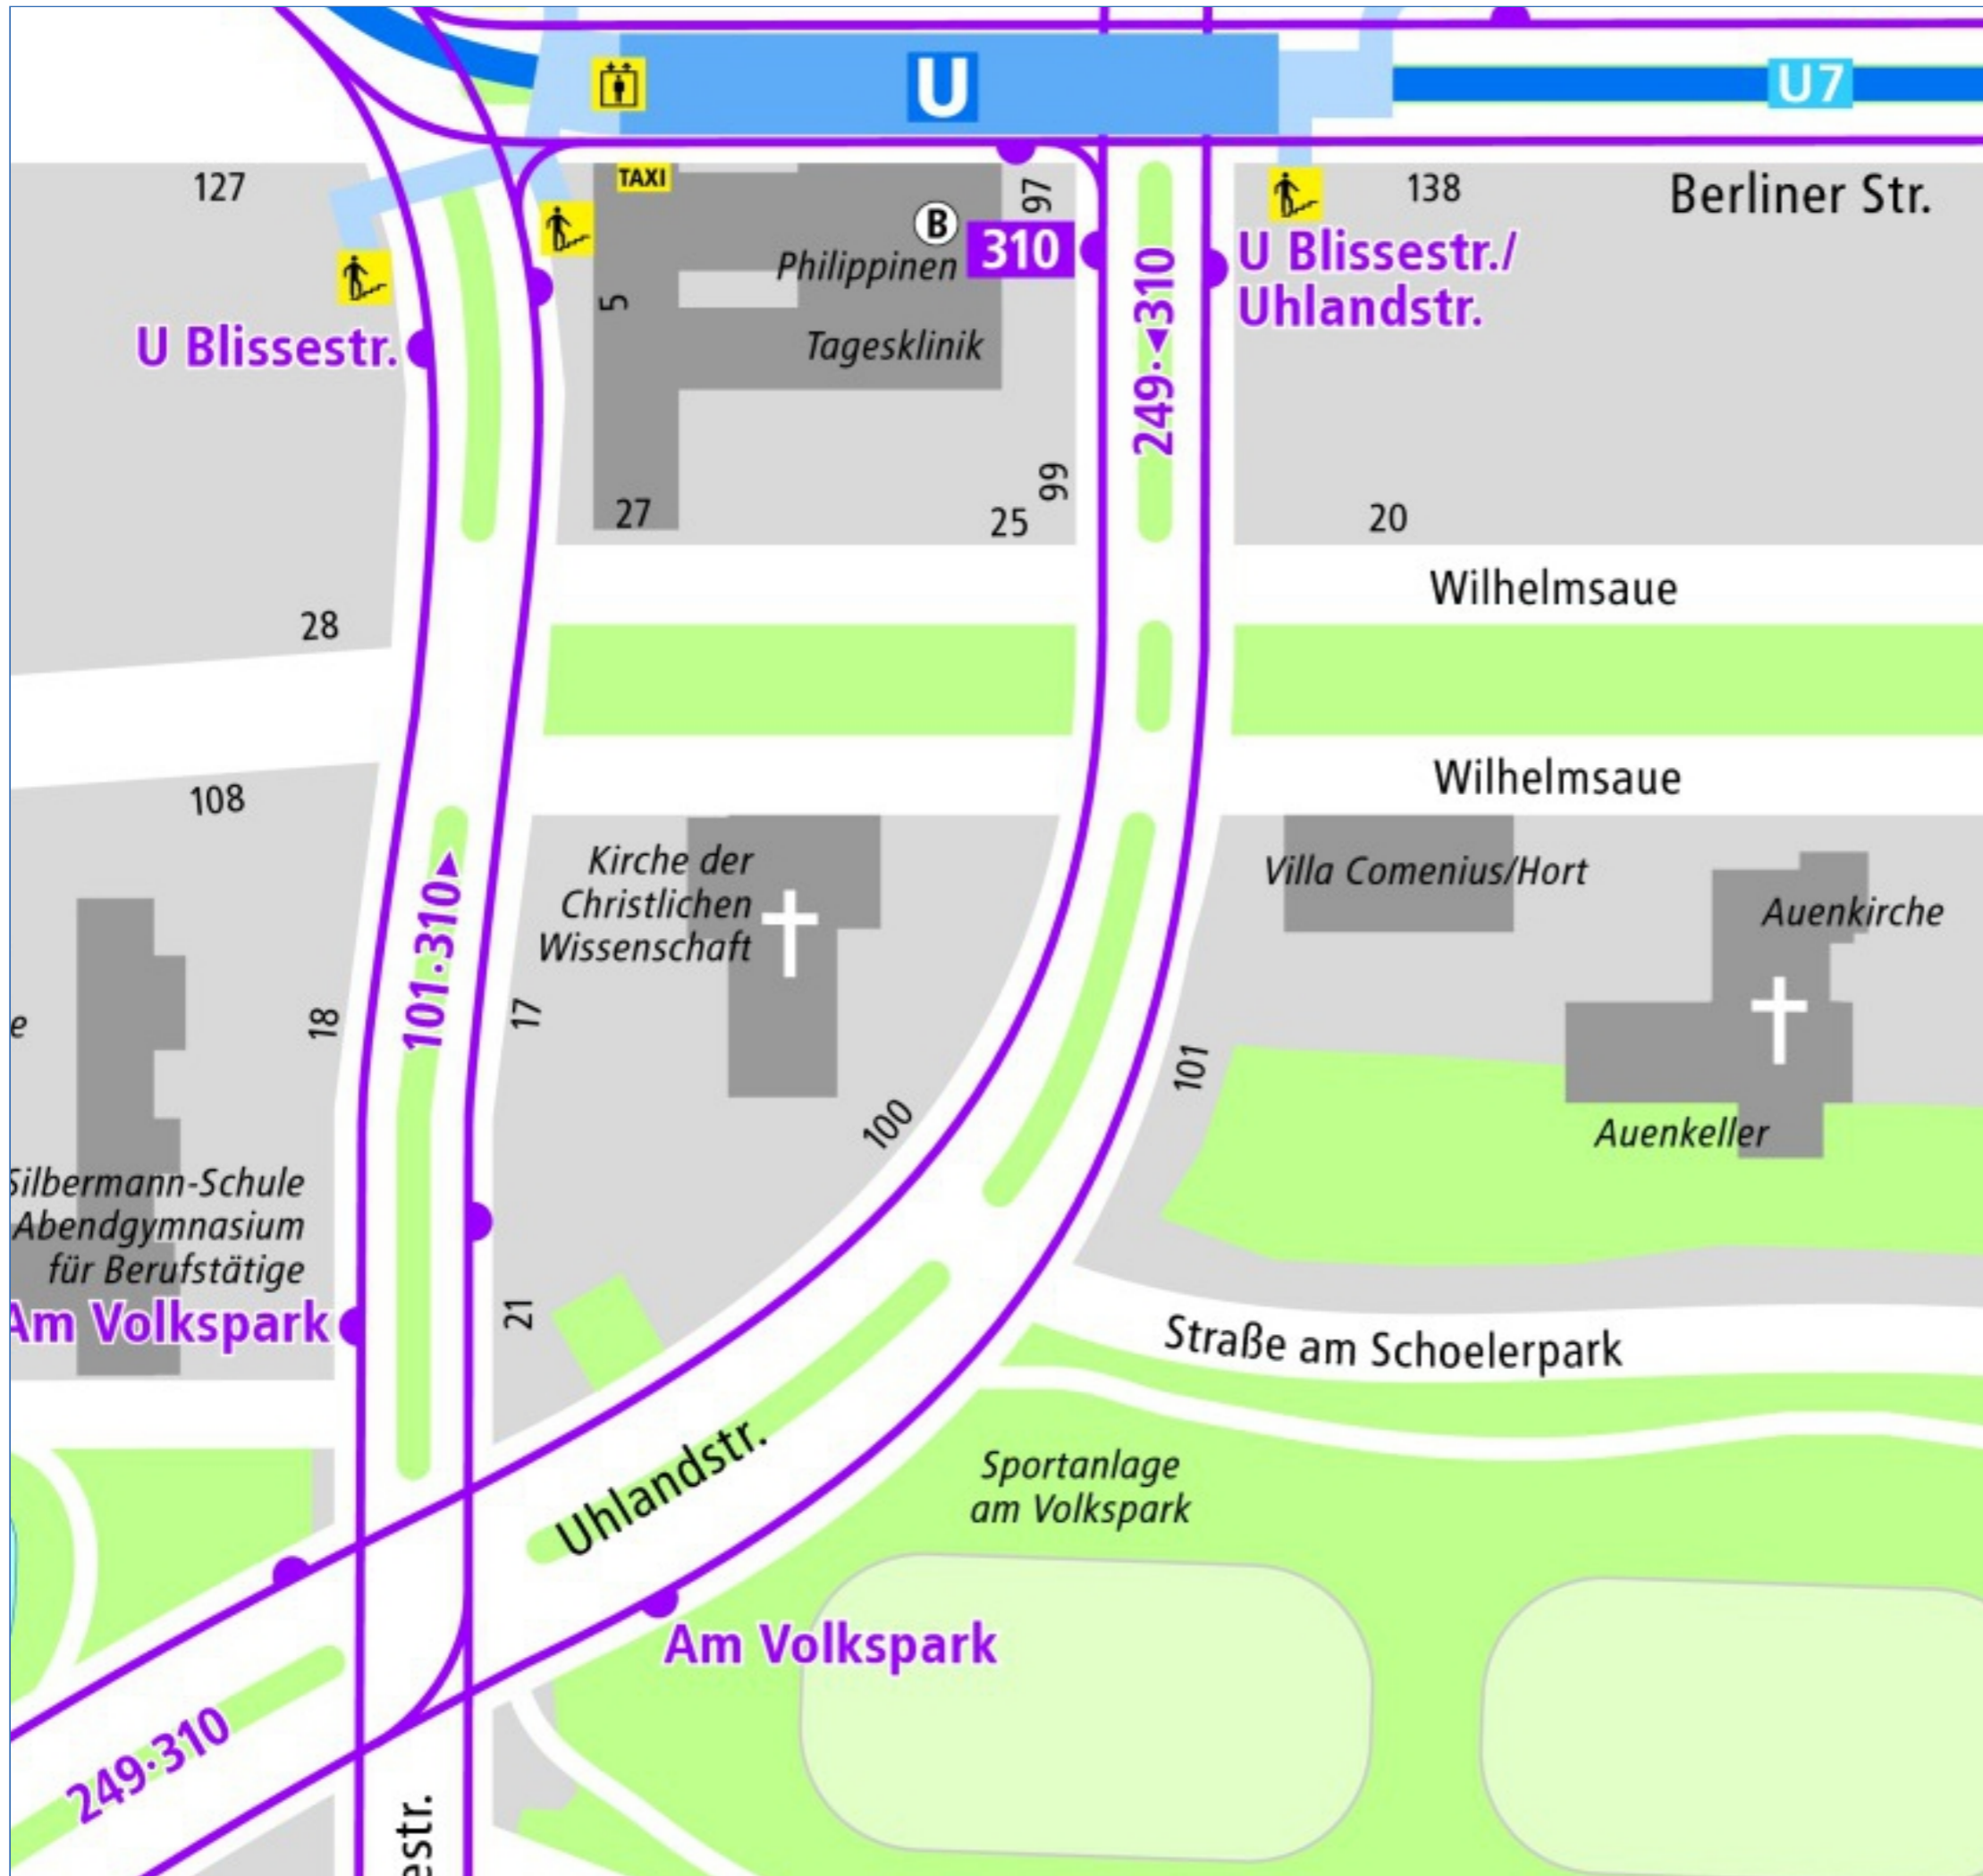 U
U7
127
TAXI
97
138
Berliner Str.
B
Philippinen
310
U Blissestr./
Uhlandstr.
5
249·◄310
U Blissestr.
Tagesklinik
99
27
25
20
Wilhelmsaue
28
Wilhelmsaue
108
Kirche der
Christlichen
Wissenschaft
Villa Comenius/Hort
Auenkirche
101·310►
18
17
e
101
100
Auenkeller
Silbermann-Schule
Abendgymnasium
für Berufstätige
Am Volkspark
21
Straße am Schoelerpark
Uhlandstr.
Sportanlage
am Volkspark
Am Volkspark
249·310
estr.